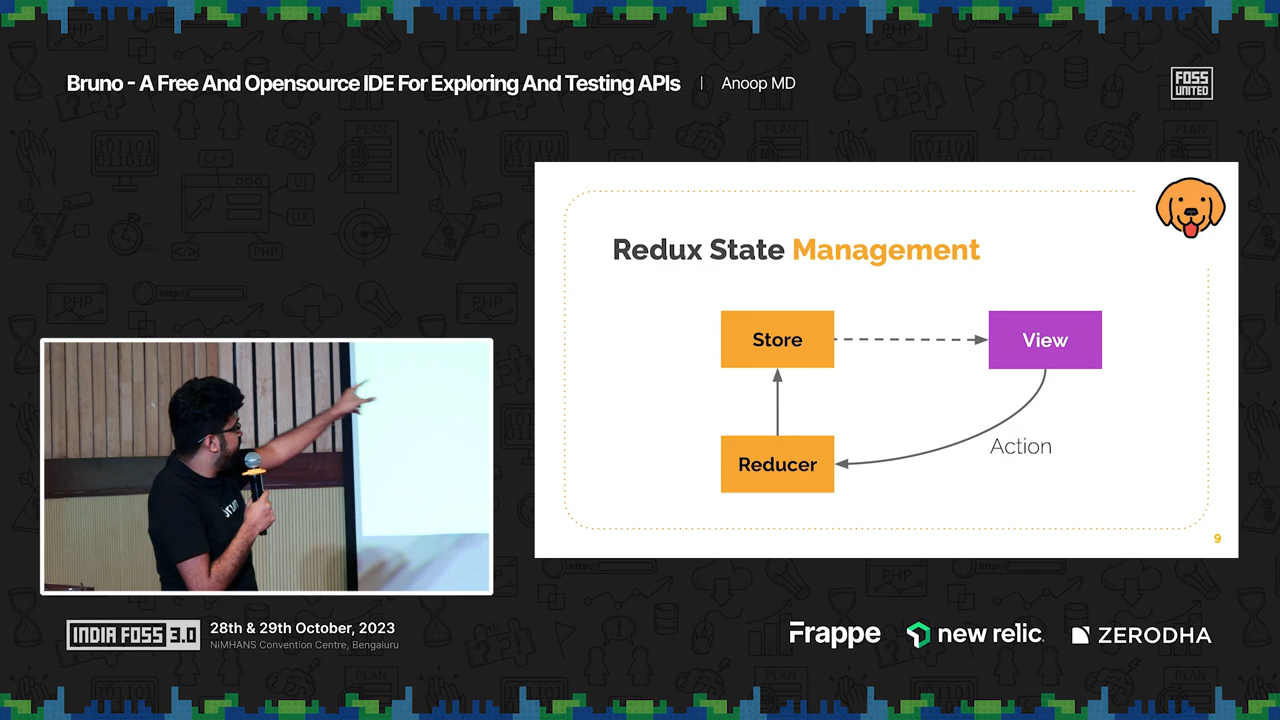 Bruno - A Free And Opensource IDE For Exploring And Testing APIs | Anoop MD
FOSS
UNITED
Redux State Management
Store
View
Action
Reducer
9
INDIA FOSS 3.0
28th & 29th October, 2023
NIMHANS Convention Centre, Bengaluru
Frappe
new relic
ZERODHA